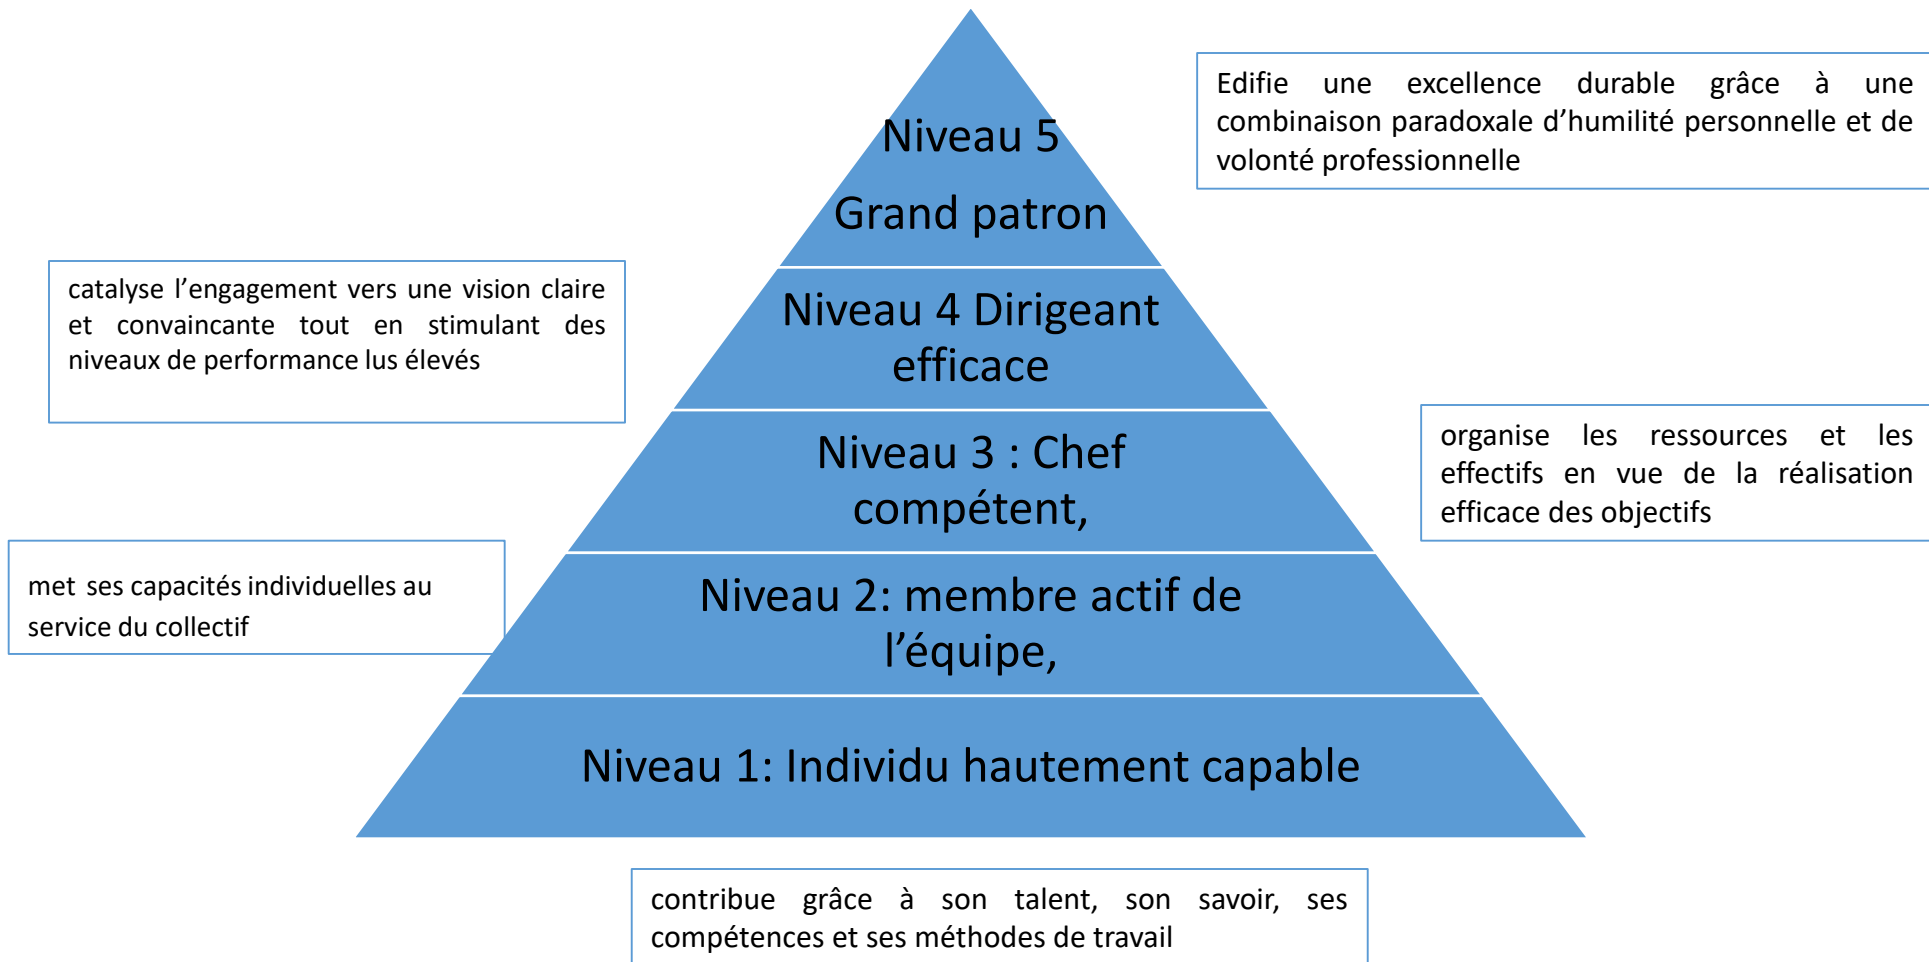 Niveau 5
Grand patron
Edifie une excellence durable grâce à une
combinaison paradoxale d’humilité personnelle et de
volonté professionnelle
Niveau 4 Dirigeant
efficace
catalyse l’engagement vers une vision claire
et convaincante tout en stimulant des
niveaux de performance lus élevés
Niveau 3 : Chef
compétent,
organise les ressources et les
effectifs en vue de la réalisation
efficace des objectifs
Niveau 2: membre actif de
l’équipe,
met ses capacités individuelles au
service du collectif
Niveau 1: Individu hautement capable
contribue grâce à son talent, son savoir, ses
compétences et ses méthodes de travail